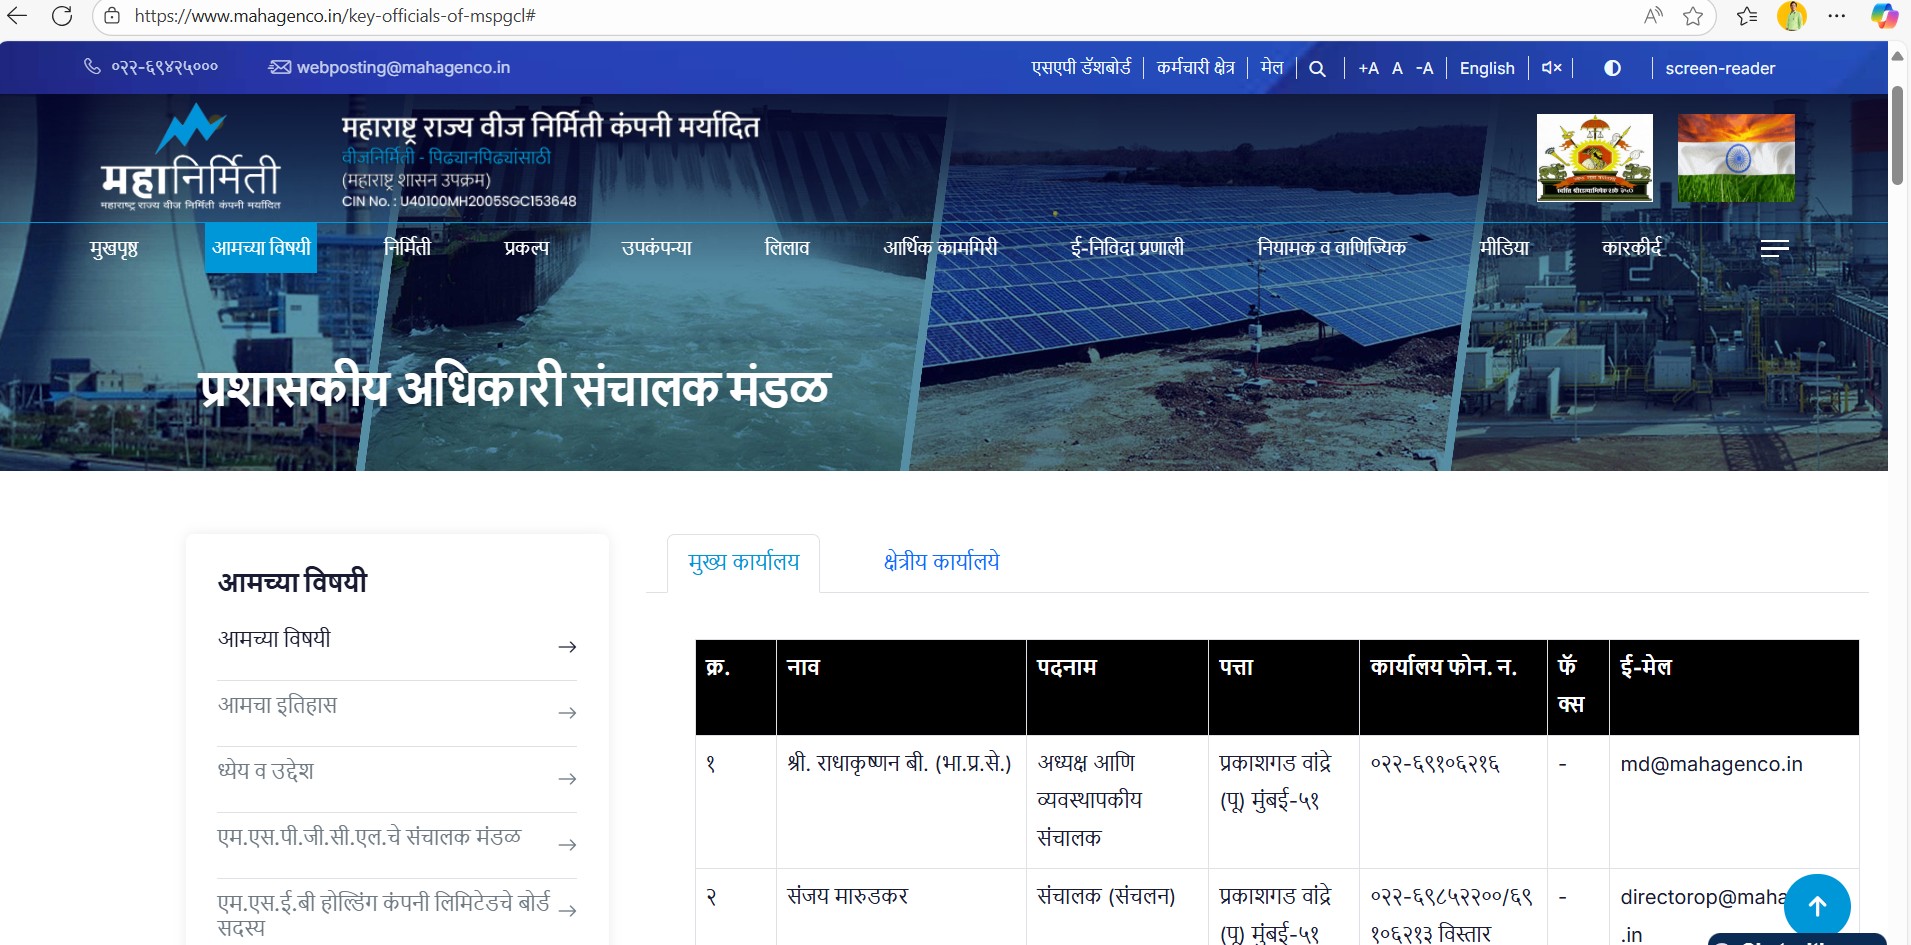 https://www.mahagenco.in/key-officials-of-mspgcl#
०२२-६९४२५०००
webposting@mahagenco.in
एसएपी डॅशबोर्ड
कर्मचारी क्षेत्र
मेल
+A A -A
English
screen-reader
महानिर्मिती
महाराष्ट्र राज्य वीज निर्मिती कंपनी मर्यादित
महाराष्ट्र राज्य वीज निर्मिती कंपनी मर्यादित
वीजनिर्मिती - पिढ्यानपिढ्यांसाठी
(महाराष्ट्र शासन उपक्रम)
CIN No. : U40100MH2005SGC153648
मुखपृष्ठ
आमच्या विषयी
निर्मिती
प्रकल्प
उपकंपन्या
लिलाव
आर्थिक कामगिरी
ई-निविदा प्रणाली
नियामक व वाणिज्यिक
मीडिया
कारकीर्द
प्रशासकीय अधिकारी संचालक मंडळ
आमच्या विषयी
आमच्या विषयी
आमचा इतिहास
ध्येय व उद्देश
एम.एस.पी.जी.सी.एल.चे संचालक मंडळ
एम.एस.ई.बी होल्डिंग कंपनी लिमिटेडचे बोर्ड
सदस्य
मुख्य कार्यालय
क्षेत्रीय कार्यालये
क्र.
नाव
पदनाम
पत्ता
कार्यालय फोन. न.
फॅ
क्स
ई-मेल
१
श्री. राधाकृष्णन बी. (भा.प्र.से.)
अध्यक्ष आणि
व्यवस्थापकीय
संचालक
प्रकाशगड वांद्रे
(पू) मुंबई-५१
०२२-६९१०६२१६
-
md@mahagenco.in
२
संजय मारुडकर
संचालक (संचलन)
प्रकाशगड वांद्रे
(पू) मुंबई-५१
०२२-६९८५२२००/६९
१०६२१३ विस्तार
-
directorop@maha
.in